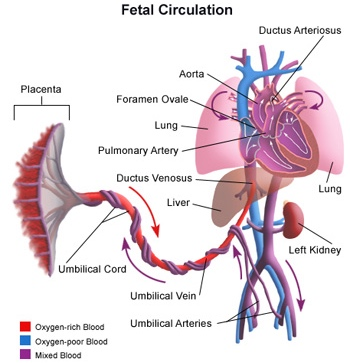 Fetal Circulation
Ductus Arteriosus
Aorta
Placenta
Foramen Ovale
Lung
Pulmonary Artery
Ductus Venosus
Lung
Liver
Left Kidney
Umbilical Cord
Umbilical Vein
Umbilical Arteries
Oxygen-rich Blood
Oxygen-poor Blood
Mixed Blood